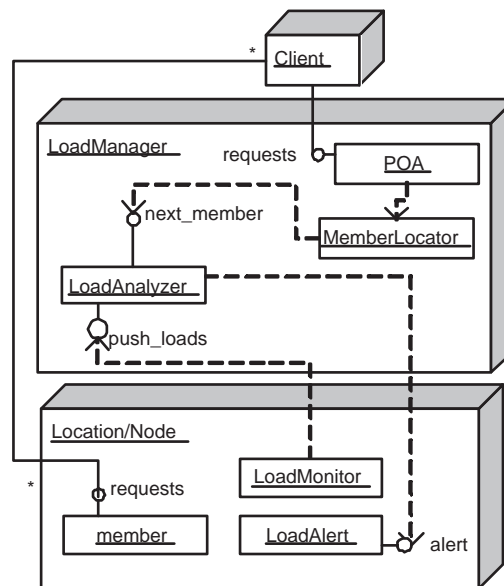 *
Client
LoadManager
requests
POA
next_member
MemberLocator
LoadAnalyzer
push_loads
Location/Node
*
requests
LoadMonitor
member
LoadAlert
alert